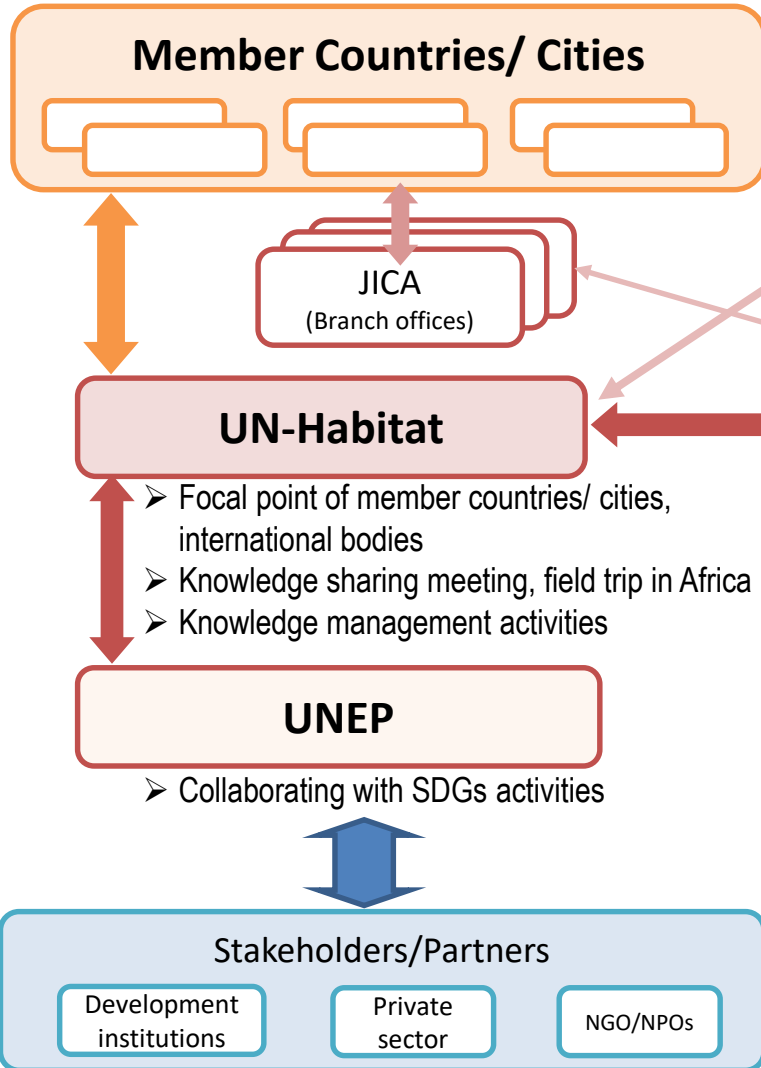 Member Countries/ Cities
JICA
(Branch offices)
UN-Habitat
➢ Focal point of member countries/ cities,
international bodies
➢ Knowledge sharing meeting, field trip in Africa
➢ Knowledge management activities
UNEP
➢ Collaborating with SDGs activities
Stakeholders/Partners
Development
institutions
Private
sector
NGO/NPOs